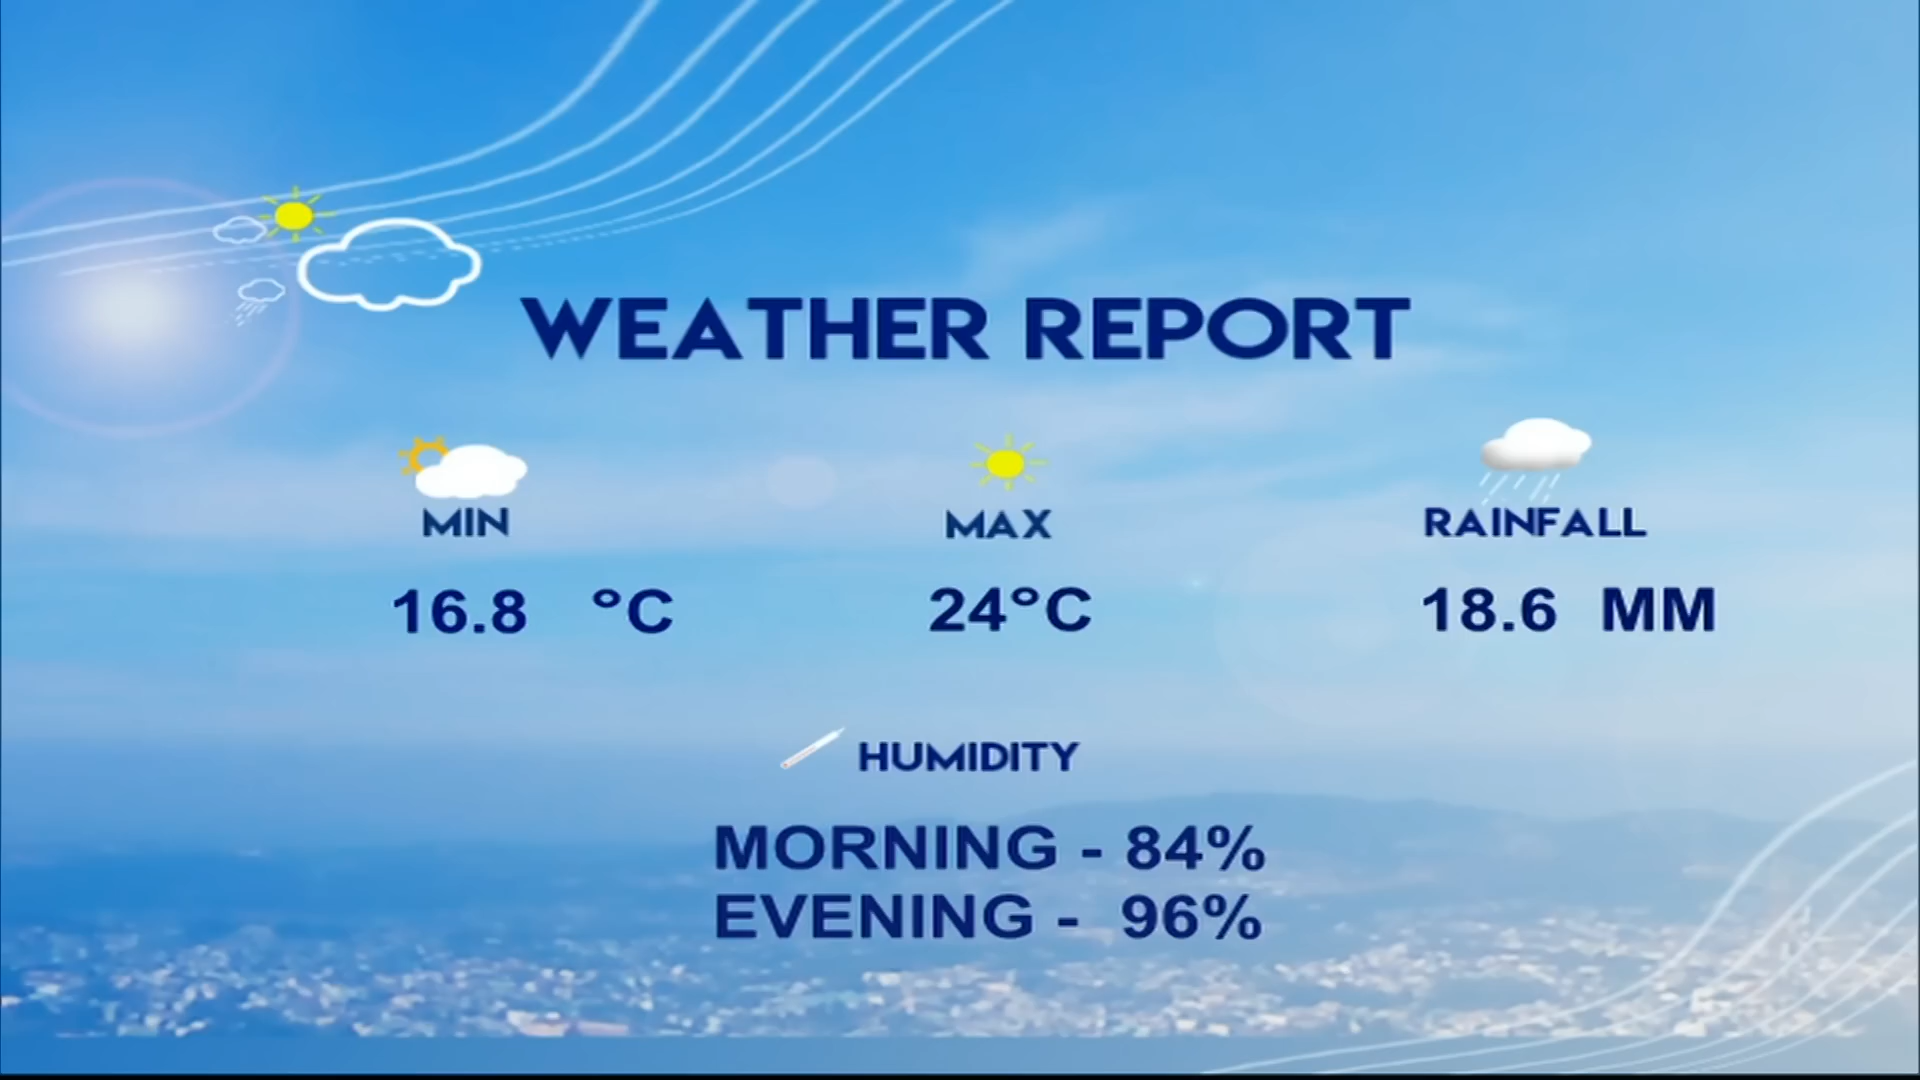 WEATHER REPORT
MIN
MAX
RAINFALL
16.8 °C
24°C
18.6 MM
HUMIDITY
MORNING - 84%
EVENING - 96%